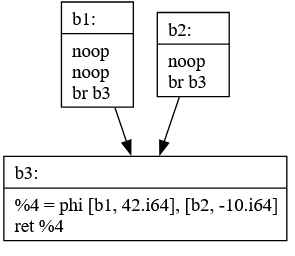 b1:
noop
noop
br b3
b2:
noop
br b3
b3:
%4 = phi [b1, 42.i64], [b2, -10.i64]
ret %4